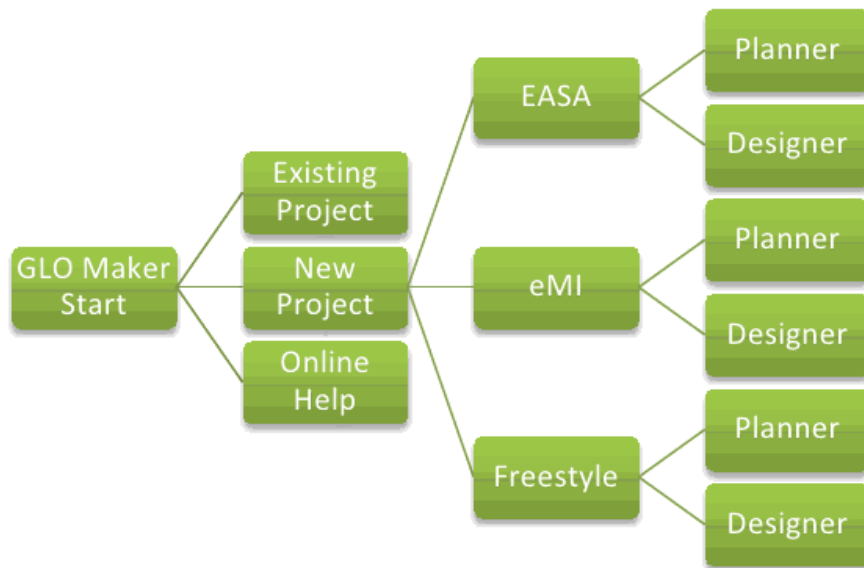 GLO Maker
Start
Existing
Project
New
Project
Online
Help
EASA
Planner
Designer
eMI
Planner
Designer
Freestyle
Planner
Designer